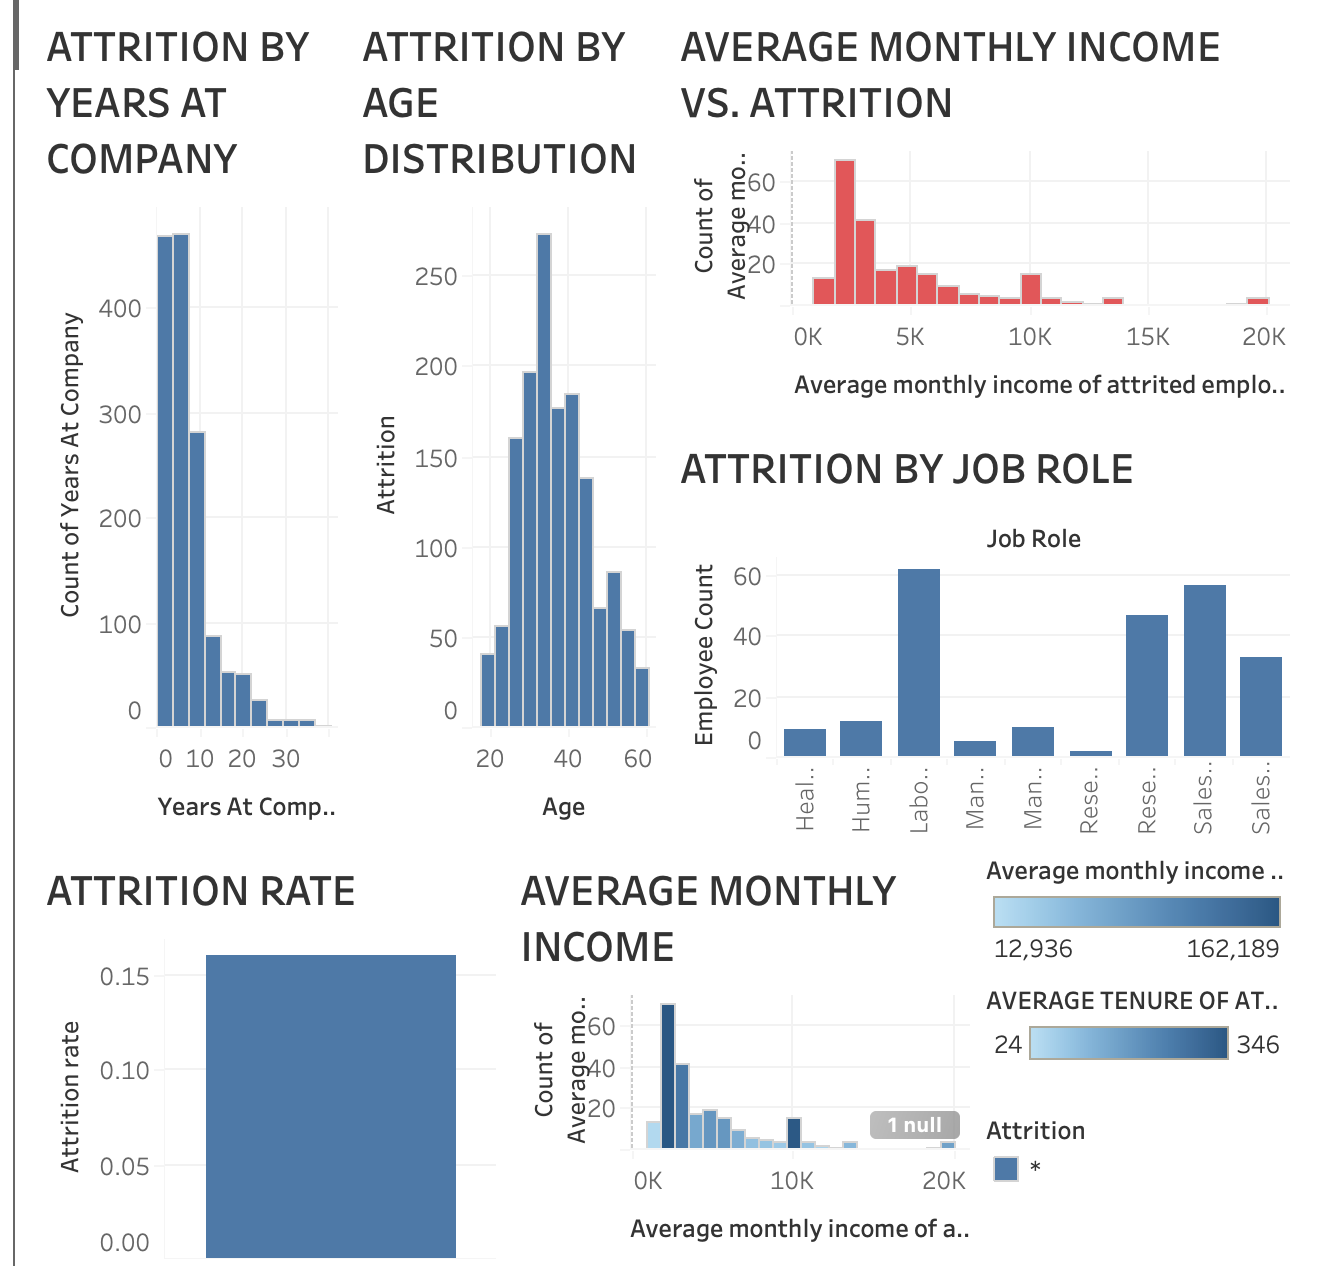 ATTRITION BY
YEARS AT
COMPANY
400
300
200
100
0
Count of Years At Company
0 10 20 30
Years At Comp..
ATTRITION BY
AGE
DISTRIBUTION
250
200
150
100
50
0
Attrition
20 40 60
Age
AVERAGE MONTHLY INCOME
VS. ATTRITION
Count of
Average mo..
60
40
20
0K 5K 10K 15K 20K
Average monthly income of attrited emplo..
ATTRITION BY JOB ROLE
Job Role
Employee Count
60
40
20
0
Heal..
Hum..
Labo..
Man..
Man..
Rese..
Rese..
Sales..
Sales..
ATTRITION RATE
Attrition rate
0.15
0.10
0.05
0.00
AVERAGE MONTHLY
INCOME
Count of
Average mo..
60
40
20
1 null
0K 10K 20K
Average monthly income of a..
Average monthly income ..
12,936 162,189
AVERAGE TENURE OF AT..
24 346
Attrition
*